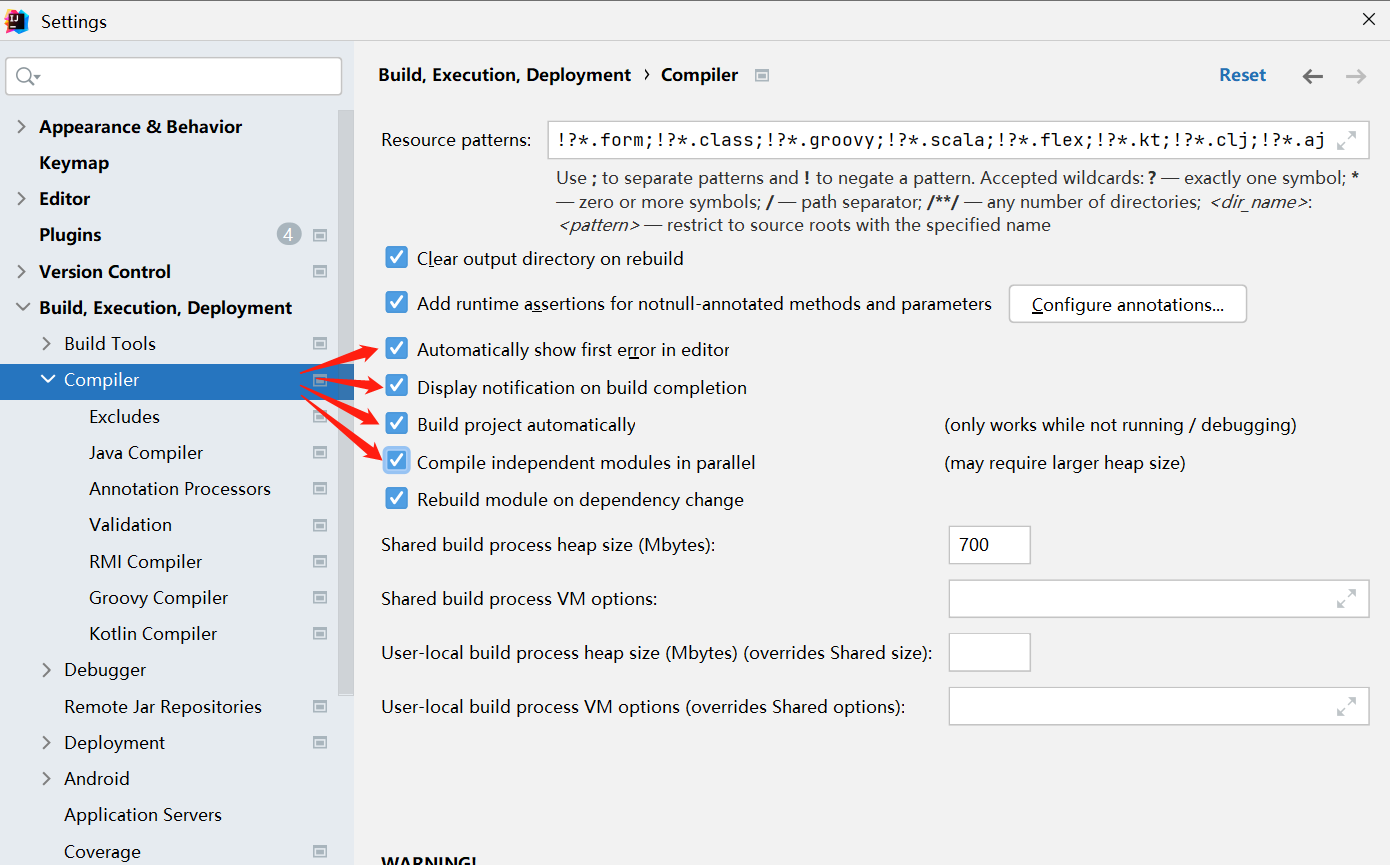 Settings
Build, Execution, Deployment › Compiler
Reset
Appearance & Behavior
Keymap
Editor
Plugins
4
Version Control
Build, Execution, Deployment
Build Tools
Compiler
Excludes
Java Compiler
Annotation Processors
Validation
RMI Compiler
Groovy Compiler
Kotlin Compiler
Debugger
Remote Jar Repositories
Deployment
Android
Application Servers
Coverage
Resource patterns: !?*.form;!?*.class;!?*.groovy;!?*.scala;!?*.flex;!?*.kt;!?*.clj;!?*.aj
Use ; to separate patterns and ! to negate a pattern. Accepted wildcards: ? — exactly one symbol; *
— zero or more symbols; / — path separator; /**/ — any number of directories; <dir_name>:
<pattern> — restrict to source roots with the specified name
Clear output directory on rebuild
Add runtime assertions for notnull-annotated methods and parameters Configure annotations...
Automatically show first error in editor
Display notification on build completion
Build project automatically (only works while not running / debugging)
Compile independent modules in parallel (may require larger heap size)
Rebuild module on dependency change
Shared build process heap size (Mbytes): 700
Shared build process VM options:
User-local build process heap size (Mbytes) (overrides Shared size):
User-local build process VM options (overrides Shared options):
WARNING!